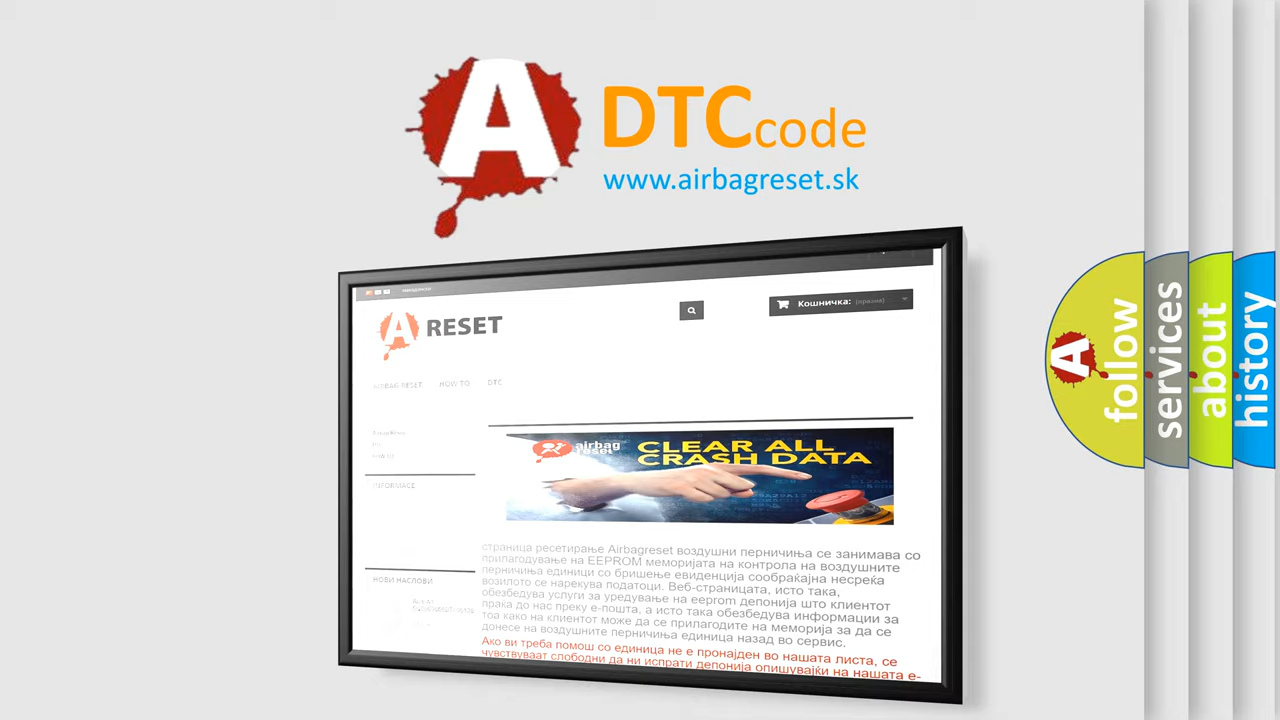 A
DTCcode
www.airbagreset.sk
A RESET
Кошничка: (празно)
AIRBAG RESET HOW TO DTC
airbag
reset
CLEAR ALL
CRASH DATA
INFORMACE
страница ресетирање Airbagreset воздушни перничиња се занимава со
прилагодување на EEPROM меморијата на контрола на воздушните
перничиња единици со бришење евиденција сообраќајна несреќа
возилото се нарекува податоци. Веб-страницата, исто така,
обезбедува услуги за уредување на eeprom депонија што клиентот
праќа до нас преку е-пошта, а исто така обезбедува информации за
тоа како на клиентот може да се прилагодите на меморија за да се
донесе на воздушните перничиња единица назад во сервис.
Ако ви треба помош со единица не е пронајден во нашата листа, се
чувствуваат слободни да ни испрати депонија опишувајќи на нашата е-
НОВИ НАСЛОВИ
A follow
services
about
history